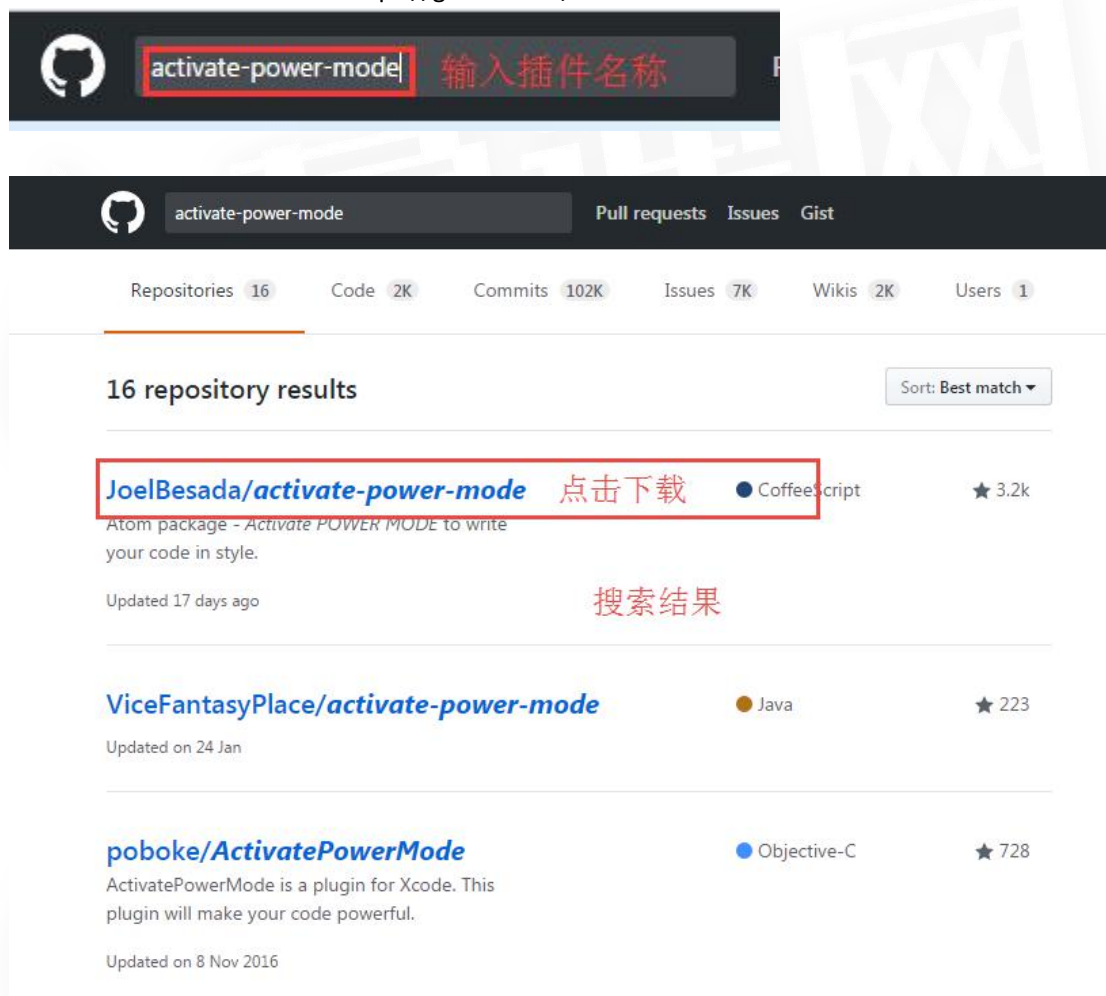 activate-power-mode 输入插件名称
activate-power-mode Pull requests Issues Gist
Repositories 16 Code 2K Commits 102K Issues 7K Wikis 2K Users 1
16 repository results Sort: Best match
JoelBesada/activate-power-mode 点击下载 CoffeeScript 3.2k
Atom package - Activate POWER MODE to write
your code in style.
Updated 17 days ago 搜索结果
ViceFantasyPlace/activate-power-mode Java 223
Updated on 24 Jan
poboke/ActivatePowerMode Objective-C 728
ActivatePowerMode is a plugin for Xcode. This
plugin will make your code powerful.
Updated on 8 Nov 2016